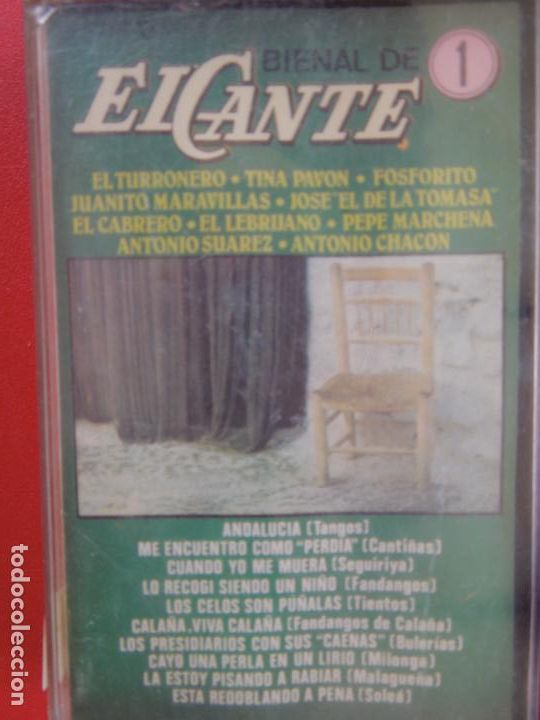 BIENAL DE
1
El CANTE
EL TURRONERO • TINA PAVON • FOSFORITO
JUANITO MARAVILLAS • JOSE "EL DE LA TOMASA"
EL CABRERO • EL LEBRIJANO • PEPE MARCHENA
ANTONIO SUAREZ • ANTONIO CHACON
ANDALUCIA (Tangos)
ME ENCUENTRO COMO "PERDIA" (Cantiñas)
CUANDO YO ME MUERA (Seguiriya)
LO RECOGI SIENDO UN NIÑO (Fandangos)
LOS CELOS SON PUÑALAS (Tientos)
CALAÑA, VIVA CALAÑA (Fandangos de Calaña)
LOS PRESIDIARIOS CON SUS "CAENAS" (Bulerías)
CAYO UNA PERLA EN UN LIRIO (Milonga)
LA ESTOY PISANDO A RABIAR (Malagueña)
ESTA REDOBLANDO A PENA (Soleá)
todocoleccion